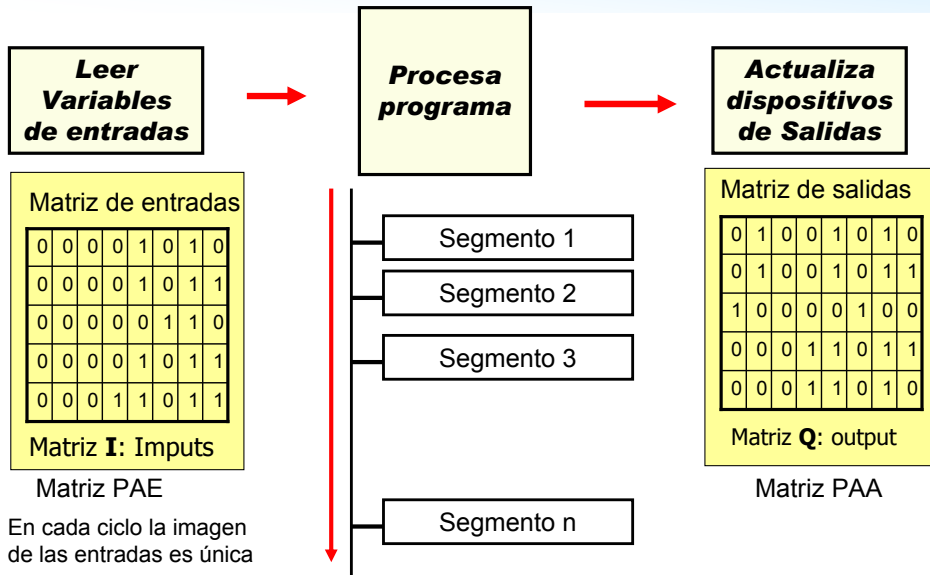 Leer
Variables
de entradas
Procesa
programa
Actualiza
dispositivos
de Salidas
Matriz de entradas
0 0 0 0 1 0 1 0
0 0 0 0 1 0 1 1
0 0 0 0 0 1 1 0
0 0 0 0 1 0 1 1
0 0 0 1 1 0 1 1
Matriz I: Imputs
Matriz PAE
En cada ciclo la imagen
de las entradas es única
Segmento 1
Segmento 2
Segmento 3
Segmento n
Matriz de salidas
0 1 0 0 1 0 1 0
0 1 0 0 1 0 1 1
1 0 0 0 0 1 0 0
0 0 0 1 1 0 1 1
0 0 0 1 1 0 1 0
Matriz Q: output
Matriz PAA